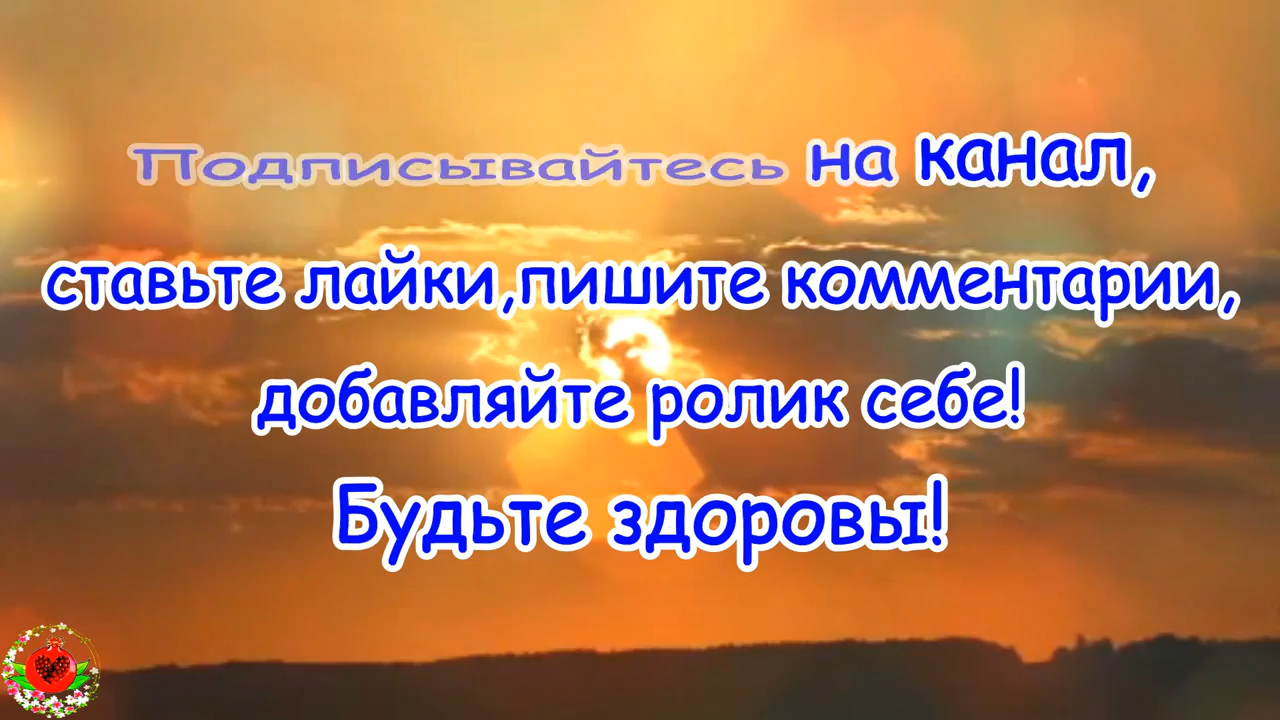 Подписывайтесь на канал,
ставьте лайки,пишите комментарии,
добавляйте ролик себе!
Будьте здоровы!